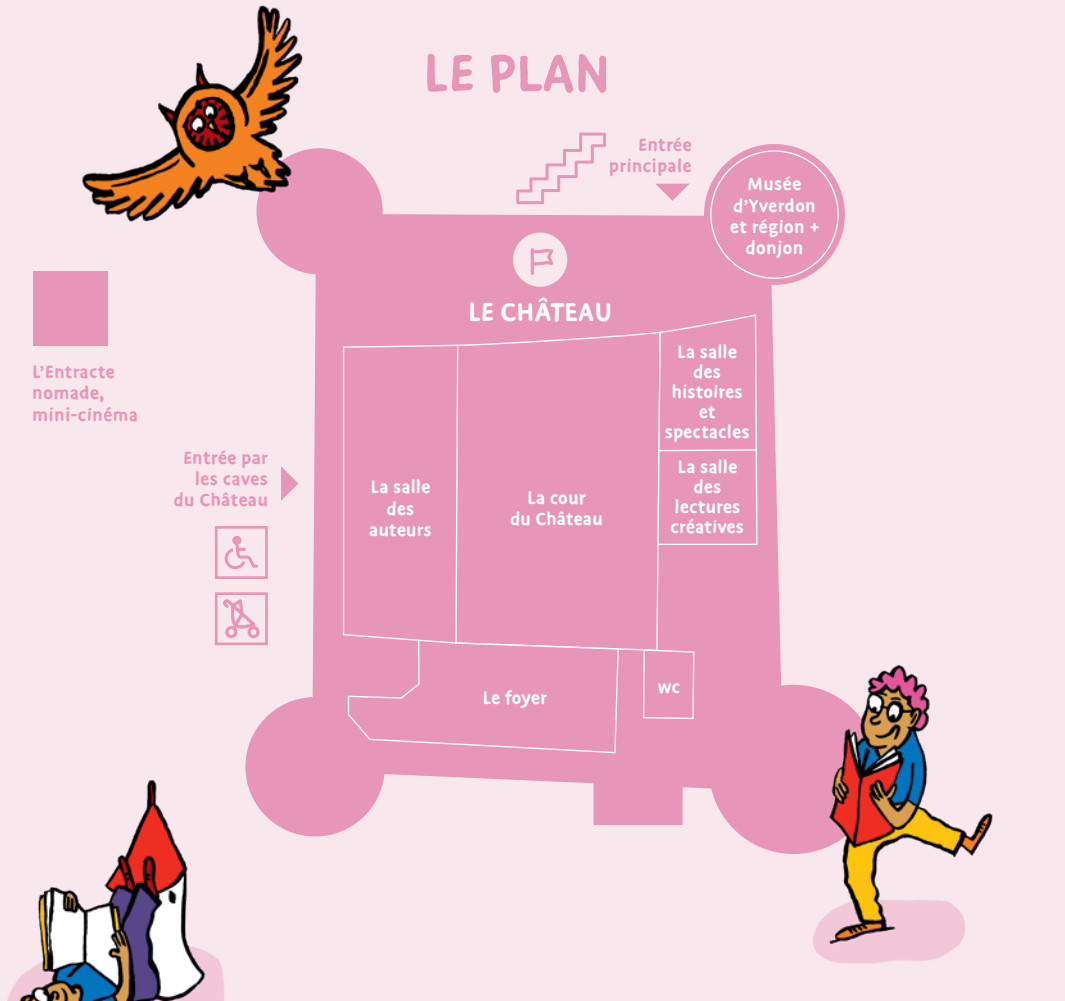 LE PLAN
Entrée
principale
Musée
d'Yverdon
et région +
donjon
LE CHÂTEAU
L'Entracte
nomade,
mini-cinéma
Entrée par
les caves
du Château
La salle
des
auteurs
La cour
du Château
La salle
des
histoires
et
spectacles
La salle
des
lectures
créatives
Le foyer
WC